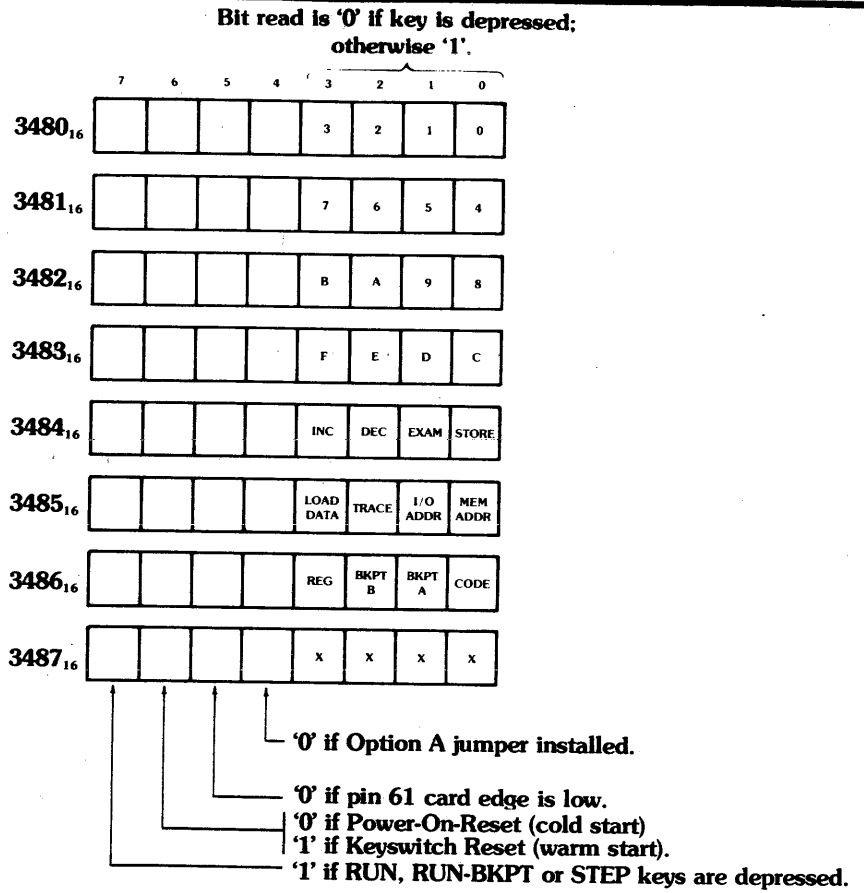 Bit read is ‘0’ if key is depressed;
otherwise ‘1’.
7 6 5 4 3 2 1 0
3480₁₆ 3 2 1 0
3481₁₆ 7 6 5 4
3482₁₆ B A 9 8
3483₁₆ F E D C
3484₁₆ INC DEC EXAM STORE
3485₁₆ LOAD DATA TRACE I/O ADDR MEM ADDR
3486₁₆ REG BKPT B BKPT A CODE
3487₁₆ X X X X
‘0’ if Option A jumper installed.
‘0’ if pin 61 card edge is low.
‘0’ if Power-On-Reset (cold start)
‘1’ if Keyswitch Reset (warm start).
‘1’ if RUN, RUN-BKPT or STEP keys are depressed.